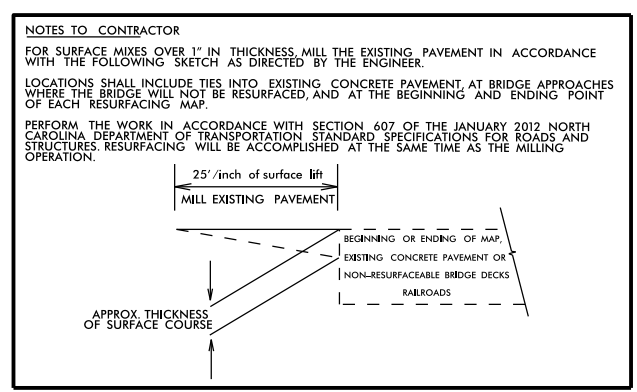 NOTES TO CONTRACTOR
FOR SURFACE MIXES OVER 1" IN THICKNESS, MILL THE EXISTING PAVEMENT IN ACCORDANCE
WITH THE FOLLOWING SKETCH AS DIRECTED BY THE ENGINEER.
LOCATIONS SHALL INCLUDE TIES INTO EXISTING CONCRETE PAVEMENT, AT BRIDGE APPROACHES
WHERE THE BRIDGE WILL NOT BE RESURFACED, AND AT THE BEGINNING AND ENDING POINT
OF EACH RESURFACING MAP.
PERFORM THE WORK IN ACCORDANCE WITH SECTION 607 OF THE JANUARY 2012 NORTH
CAROLINA DEPARTMENT OF TRANSPORTATION STANDARD SPECIFICATIONS FOR ROADS AND
STRUCTURES. RESURFACING WILL BE ACCOMPLISHED AT THE SAME TIME AS THE MILLING
OPERATION.
25'/inch of surface lift
MILL EXISTING PAVEMENT
BEGINNING OR ENDING OF MAP,
EXISTING CONCRETE PAVEMENT OR
NON-RESURFACEABLE BRIDGE DECKS
RAILROADS
APPROX. THICKNESS
OF SURFACE COURSE